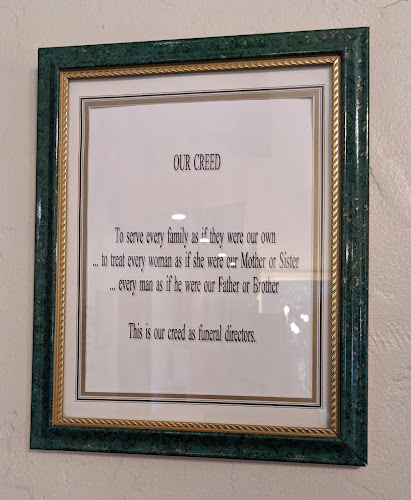 OUR CREED
To serve every family as if they were our own
... to treat every woman as if she were our Mother or Sister
... every man as if he were our Father or Brother
This is our creed as funeral directors.